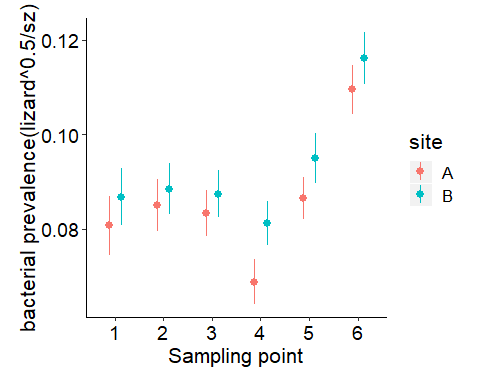 bacterial prevalence(lizard^0.5/sz)
0.12
0.10
0.08
1 2 3 4 5 6
Sampling point
site
A
B